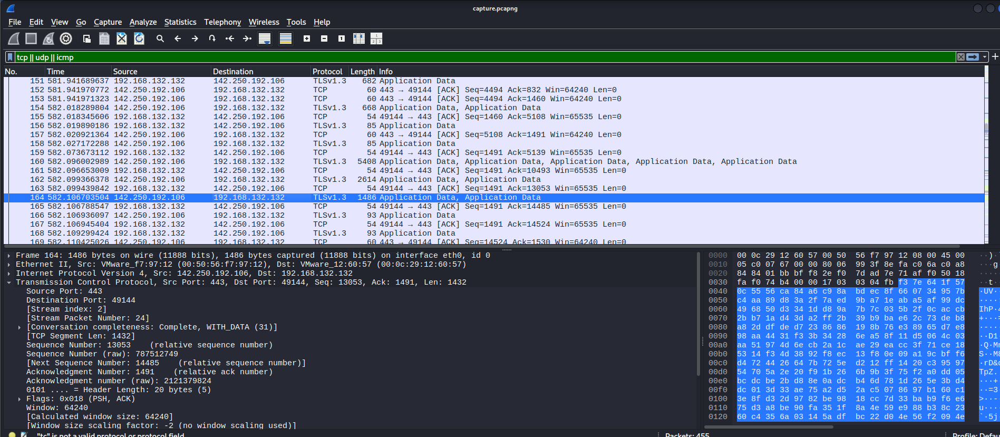 capture.pcapng
File Edit View Go Capture Analyze Statistics Telephony Wireless Tools Help
tcp || udp || icmp
No. Time Source Destination Protocol Length Info
151 581.941689637 192.168.132.132 142.250.192.106 TLSv1.3 682 Application Data
152 581.941970772 142.250.192.106 192.168.132.132 TCP 60 443 → 49144 [ACK] Seq=4494 Ack=832 Win=64240 Len=0
153 581.941971323 142.250.192.106 192.168.132.132 TCP 60 443 → 49144 [ACK] Seq=4494 Ack=1460 Win=64240 Len=0
154 582.018289804 142.250.192.106 192.168.132.132 TLSv1.3 668 Application Data, Application Data
155 582.018345606 192.168.132.132 142.250.192.106 TCP 54 49144 → 443 [ACK] Seq=1460 Ack=5108 Win=65535 Len=0
156 582.019890186 192.168.132.132 142.250.192.106 TLSv1.3 85 Application Data
157 582.020921364 142.250.192.106 192.168.132.132 TCP 60 443 → 49144 [ACK] Seq=5108 Ack=1491 Win=64240 Len=0
158 582.027172288 142.250.192.106 192.168.132.132 TLSv1.3 85 Application Data
159 582.073673112 192.168.132.132 142.250.192.106 TCP 54 49144 → 443 [ACK] Seq=1491 Ack=5139 Win=65535 Len=0
160 582.096002989 142.250.192.106 192.168.132.132 TLSv1.3 5408 Application Data, Application Data, Application Data, Application Data, Application Data
161 582.096653009 192.168.132.132 142.250.192.106 TCP 54 49144 → 443 [ACK] Seq=1491 Ack=10493 Win=65535 Len=0
162 582.099366378 142.250.192.106 192.168.132.132 TLSv1.3 2614 Application Data, Application Data
163 582.099439842 192.168.132.132 142.250.192.106 TCP 54 49144 → 443 [ACK] Seq=1491 Ack=13053 Win=65535 Len=0
164 582.106703504 142.250.192.106 192.168.132.132 TLSv1.3 1486 Application Data, Application Data
165 582.106788547 192.168.132.132 142.250.192.106 TCP 54 49144 → 443 [ACK] Seq=1491 Ack=14485 Win=65535 Len=0
166 582.106936097 142.250.192.106 192.168.132.132 TLSv1.3 93 Application Data
167 582.106945404 192.168.132.132 142.250.192.106 TCP 54 49144 → 443 [ACK] Seq=1491 Ack=14524 Win=65535 Len=0
168 582.109299424 192.168.132.132 142.250.192.106 TLSv1.3 93 Application Data
169 582.110425026 142.250.192.106 192.168.132.132 TCP 60 443 → 49144 [ACK] Seq=14524 Ack=1530 Win=64240 Len=0
Frame 164: 1486 bytes on wire (11888 bits), 1486 bytes captured (11888 bits) on interface eth0, id 0
Ethernet II, Src: VMware_f7:97:12 (00:50:56:f7:97:12), Dst: VMware_12:60:57 (00:0c:29:12:60:57)
Internet Protocol Version 4, Src: 142.250.192.106, Dst: 192.168.132.132
Transmission Control Protocol, Src Port: 443, Dst Port: 49144, Seq: 13053, Ack: 1491, Len: 1432
Source Port: 443
Destination Port: 49144
[Stream index: 2]
[Stream Packet Number: 24]
[Conversation completeness: Complete, WITH_DATA (31)]
[TCP Segment Len: 1432]
Sequence Number: 13053 (relative sequence number)
Sequence Number (raw): 787512749
[Next Sequence Number: 14485 (relative sequence number)]
Acknowledgment Number: 1491 (relative ack number)
Acknowledgment number (raw): 2121379824
0101 .... = Header Length: 20 bytes (5)
Flags: 0x018 (PSH, ACK)
Window: 64240
[Calculated window size: 64240]
[Window size scaling factor: -2 (no window scaling used)]
0000 00 0c 29 12 60 57 00 50 56 f7 97 12 08 00 45 00 ··)·
0010 05 c0 07 67 00 00 80 06 99 3f 8e fa c0 6a c0 a8 ···g
0020 84 84 01 bb bf f8 2e f0 7d ad 7e 71 af f0 50 18 ····
0030 fa f0 74 b4 00 00 17 03 03 04 fb f3 7e 64 1f 57 ··t·
0040 0c 55 56 ca 84 a6 c9 8a bd ec 8f 66 07 34 95 7b ·UV·
0050 c4 aa 89 d8 3a 2f 7a ed 9b a7 1e ab a5 af 99 dc ····
0060 49 68 50 d3 34 1d d8 9a 7b 7c 03 5b 2f 0c ac cb IhP·4
0070 2b b7 1a d4 3d a2 ff 2b 39 b9 ba e6 2c 73 de b8 +···=
0080 a8 2d df de d7 23 86 86 19 8b 76 e3 89 65 d7 e8 ·-··
0090 98 aa 44 31 f3 3b 34 28 6e a5 8f 11 d5 06 4c 03 ··D1·
00a0 aa 51 97 4d 6e cb 2a 1c ae 29 ea cc 3f 71 ce 18 ·Q·Mn
00b0 53 14 f3 4d 38 92 f8 ec 13 f8 0e 09 a1 9c bf f6 S··M8
00c0 d4 72 44 26 64 7b 72 5e d2 12 ff 14 20 c3 95 97 ·rD&d
00d0 54 70 5a 2e 20 f9 1b 26 6b 9b 3f 75 f2 a0 dd 05 TpZ.
00e0 bc dc be 2b d8 8e 0a dc b4 6d 78 1d 26 5e 3b d4 ···+
00f0 dc 01 3d 33 ae 75 a2 d5 2a c5 07 86 97 b1 60 c1 ··=3·
0100 3e 8f d3 2d 97 82 be 98 18 cc 7d 33 ba b9 f6 e6 >··-·
0110 75 d3 a8 be 90 fa 35 1f 8a 4e 59 e9 88 b3 8c 23 u····
0120 60 c4 35 6a 03 14 5a df bc 22 d0 4e 56 f2 09 4e `·5j·
"tc" is not a valid protocol or protocol field. Packets: 455 Profile: Defau